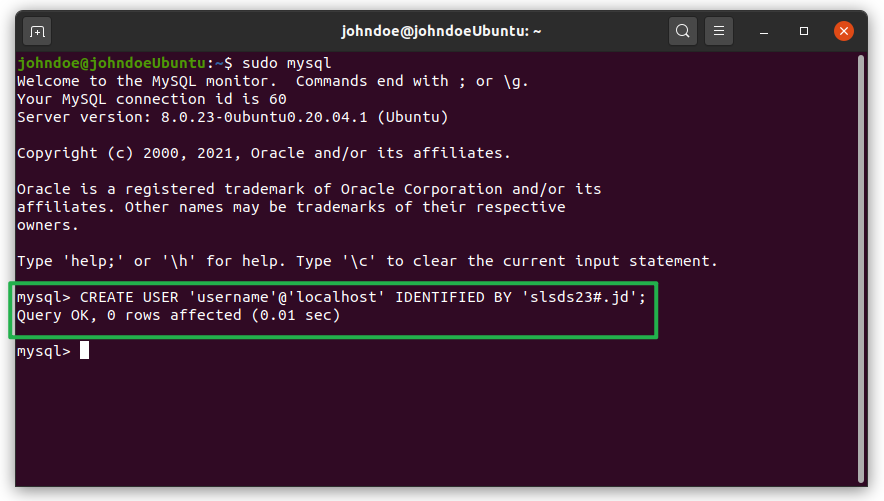 johndoe@johndoeUbuntu: ~
johndoe@johndoeUbuntu:~$ sudo mysql
Welcome to the MySQL monitor.  Commands end with ; or \g.
Your MySQL connection id is 60
Server version: 8.0.23-0ubuntu0.20.04.1 (Ubuntu)
Copyright (c) 2000, 2021, Oracle and/or its affiliates.
Oracle is a registered trademark of Oracle Corporation and/or its
affiliates. Other names may be trademarks of their respective
owners.
Type 'help;' or '\h' for help. Type '\c' to clear the current input statement.
mysql> CREATE USER 'username'@'localhost' IDENTIFIED BY 'slsds23#.jd';
Query OK, 0 rows affected (0.01 sec)
mysql>